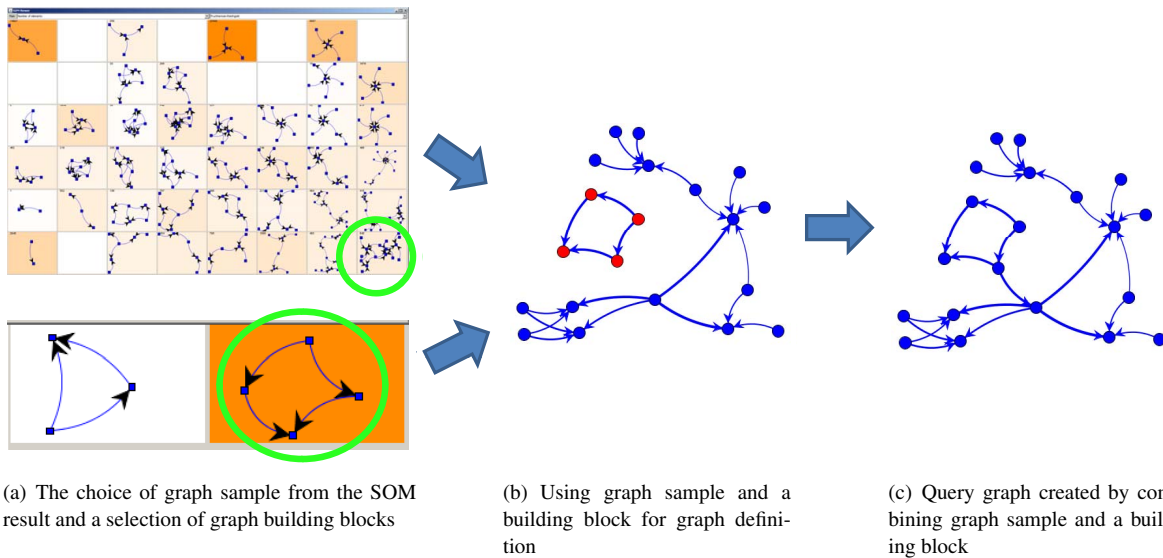 (a) The choice of graph sample from the SOM
result and a selection of graph building blocks
(b) Using graph sample and a
building block for graph defini-
tion
(c) Query graph created by com
bining graph sample and a buil
ing block